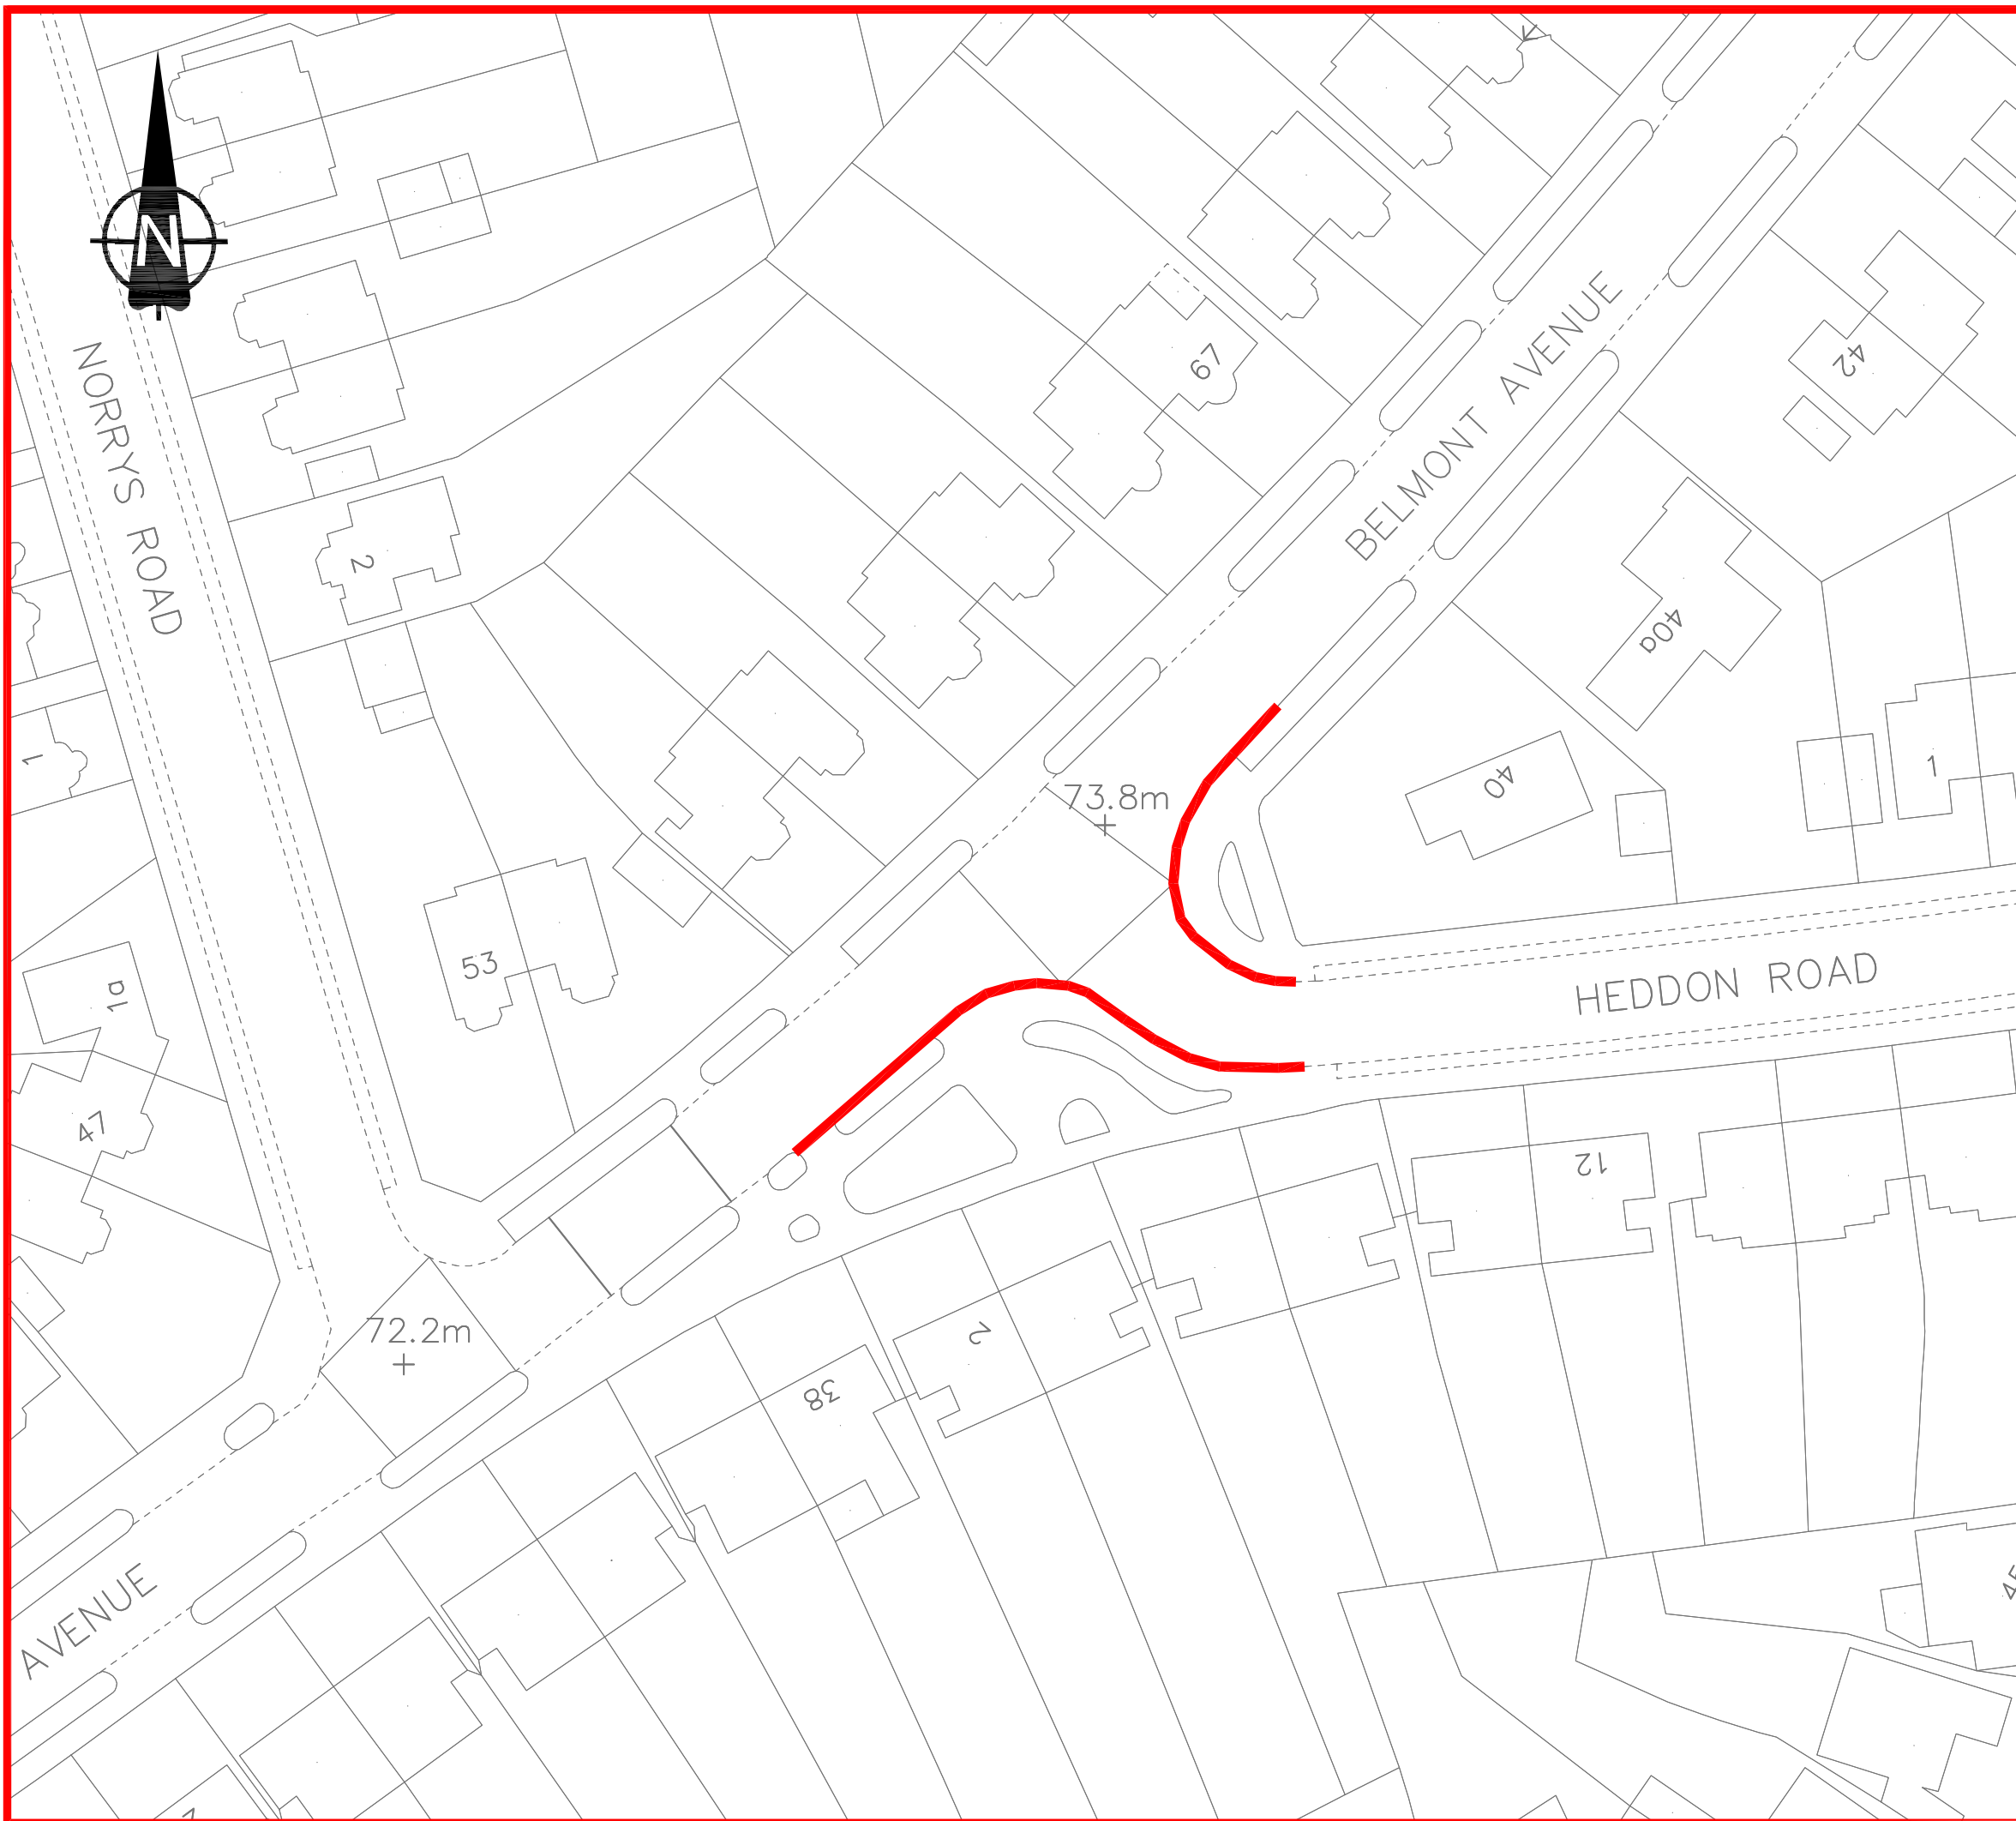 N
NORRYS ROAD
67
BELMONT AVENUE
42
2
40a
1
73.8m
40
1
53
1a
HEDDON ROAD
47
12
72.2m
2
38
AVENUE